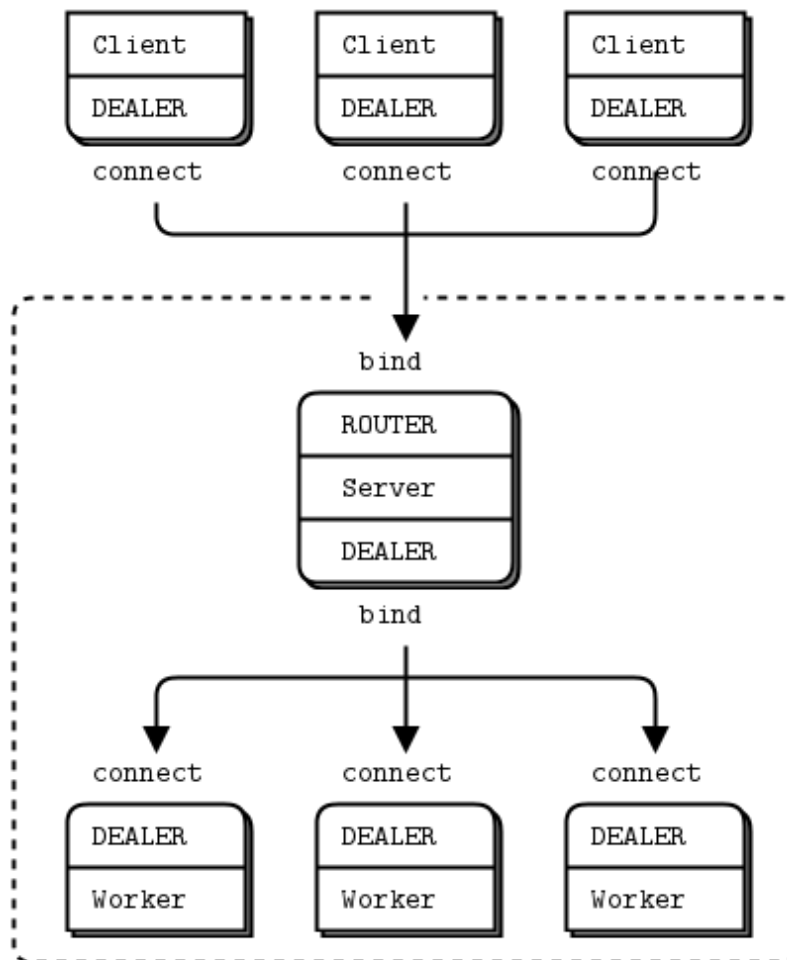 Client Client Client
DEALER DEALER DEALER
connect connect connect
bind
ROUTER
Server
DEALER
bind
connect connect connect
DEALER DEALER DEALER
Worker Worker Worker